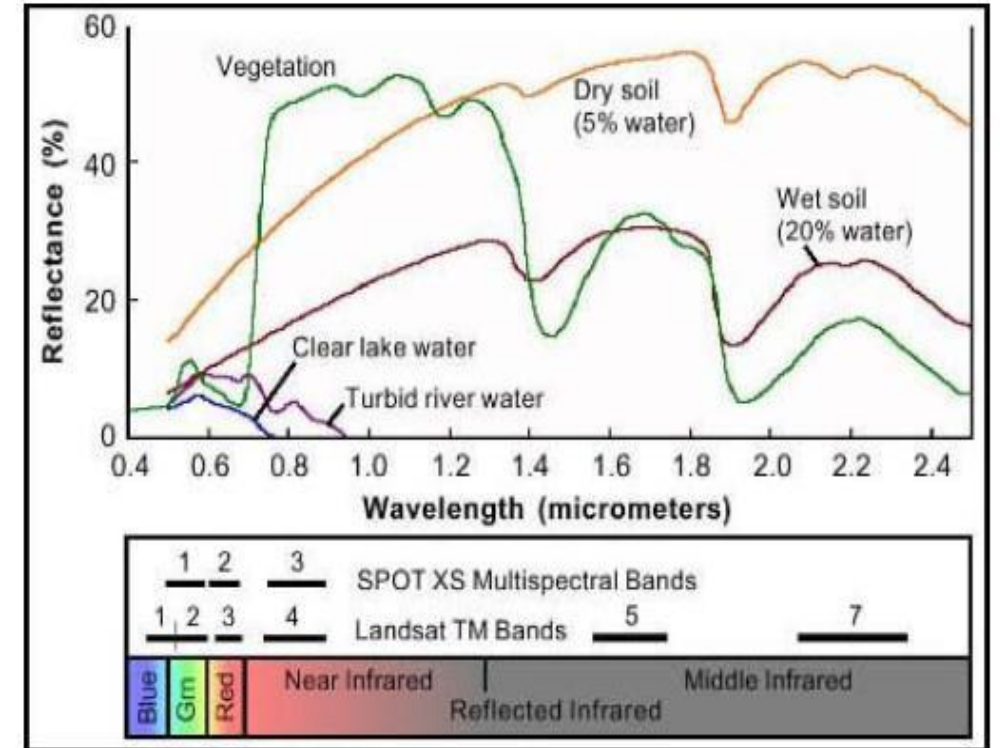 60
Vegetation
Dry soil
(5% water)
40
Wet soil
(20% water)
20
Clear lake water
Turbid river water
0
Reflectance (%)
0.4 0.6 0.8 1.0 1.2 1.4 1.6 1.8 2.0 2.2 2.4
Wavelength (micrometers)
1 2 3 SPOT XS Multispectral Bands
1 2 3 4 Landsat TM Bands 5 7
Blue Grn Red Near Infrared Middle Infrared
Reflected Infrared